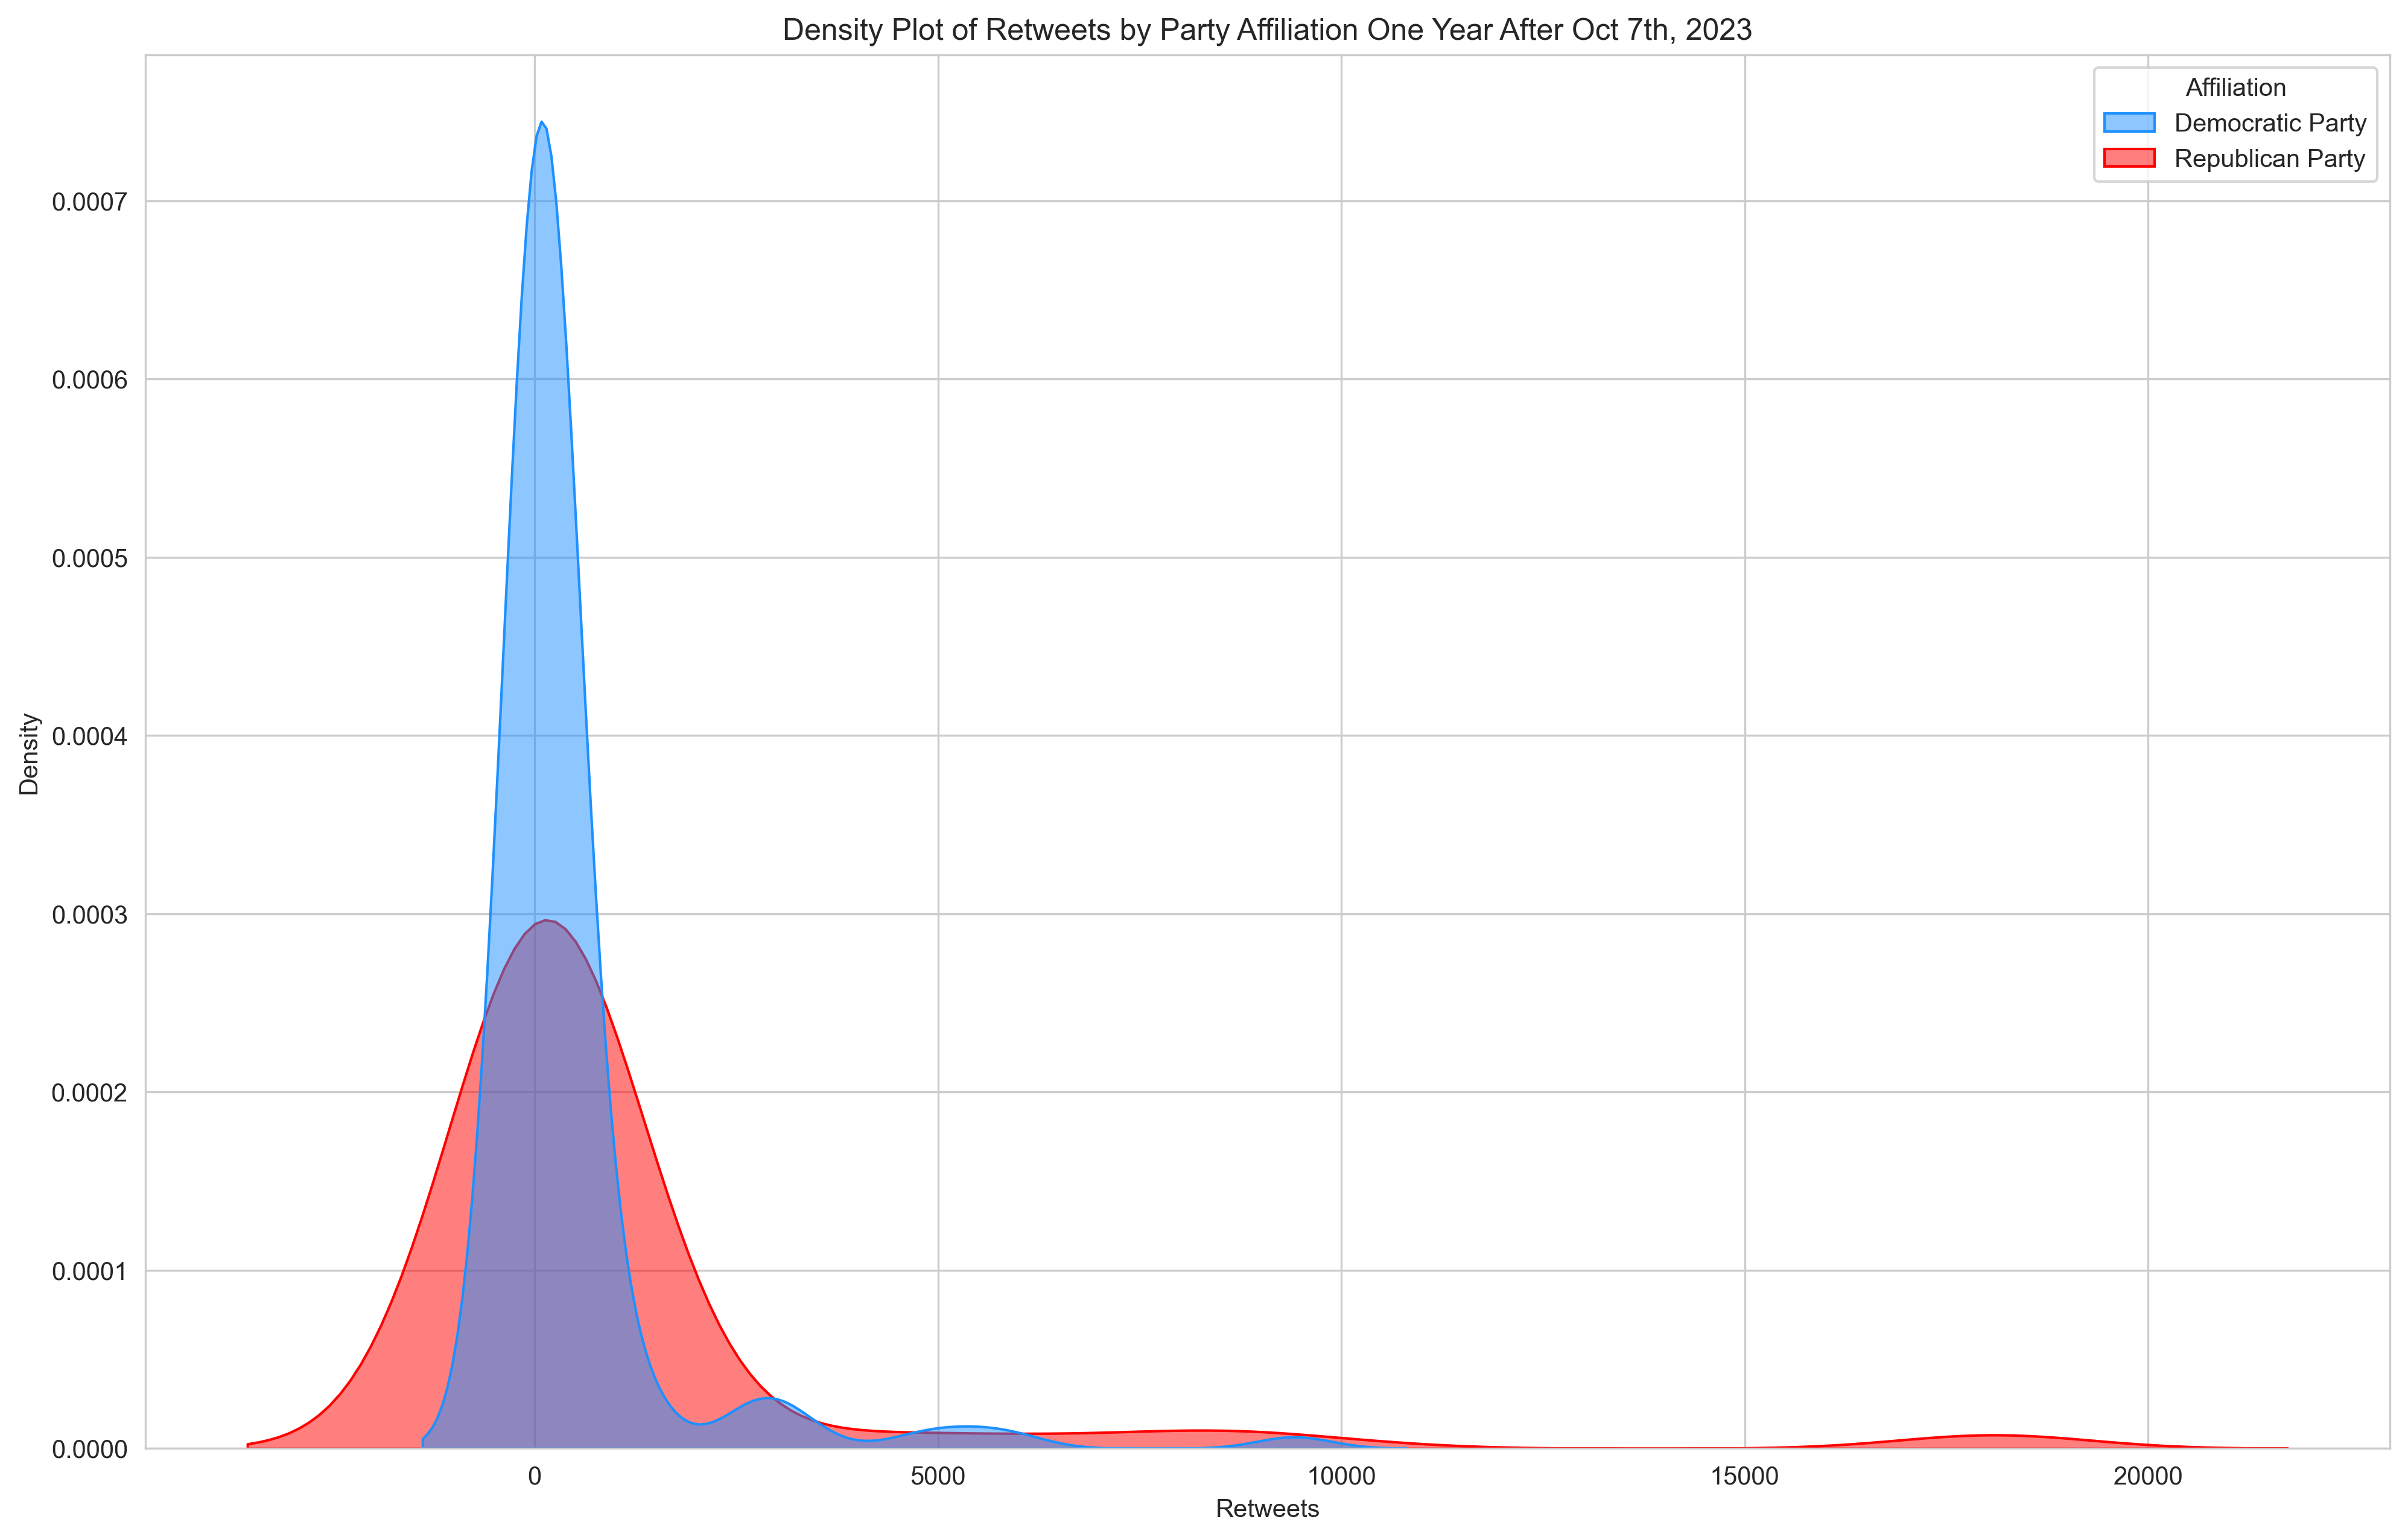 Density Plot of Retweets by Party Affiliation One Year After Oct 7th, 2023
Affiliation
Democratic Party
Republican Party
Density
0.0007
0.0006
0.0005
0.0004
0.0003
0.0002
0.0001
0.0000
0 5000 10000 15000 20000
Retweets